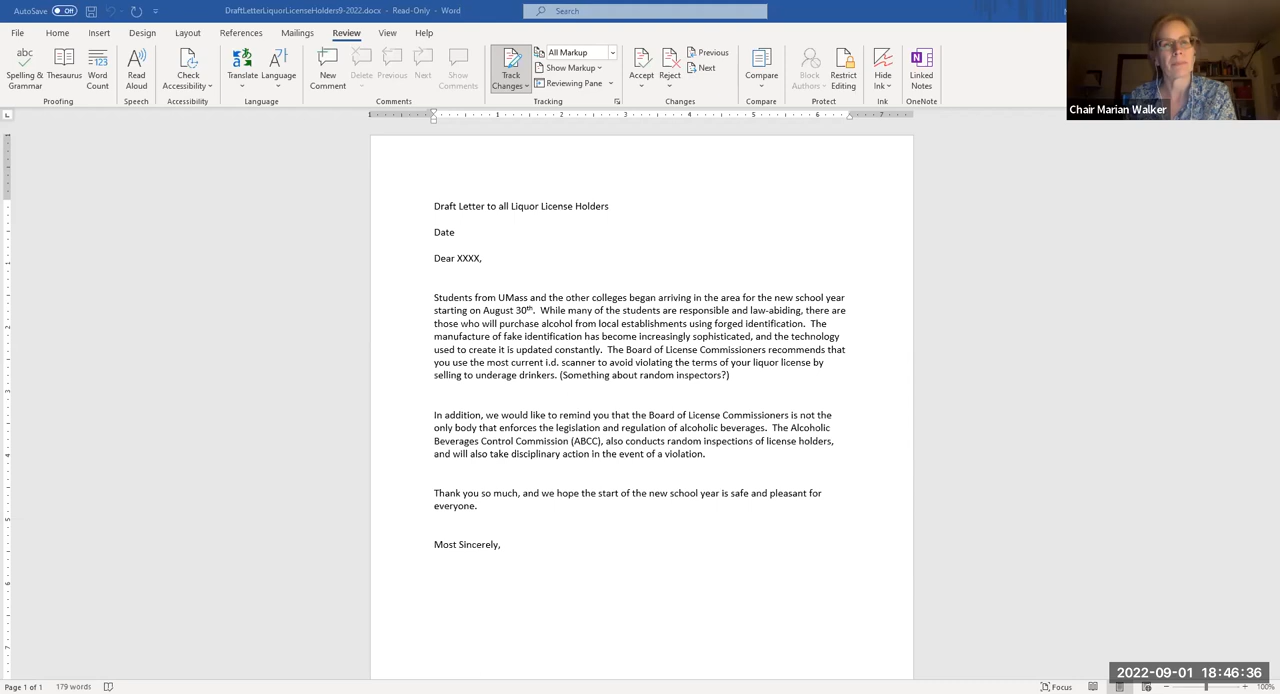 AutoSave Off
DraftLetterLiquorLicenseHolders9-2022.docx - Read-Only - Word
Search
File Home Insert Design Layout References Mailings Review View Help
Spelling & Grammar
Thesaurus
Word Count
Proofing
Read Aloud
Speech
Check Accessibility
Accessibility
Translate
Language
Language
New Comment
Delete
Previous
Next
Show Comments
Comments
Track Changes
All Markup
Show Markup
Reviewing Pane
Tracking
Accept
Reject
Previous
Next
Changes
Compare
Compare
Block Authors
Restrict Editing
Protect
Hide Ink
Ink
Linked Notes
OneNote
Chair Marian Walker
Draft Letter to all Liquor License Holders
Date
Dear XXXX,
Students from UMass and the other colleges began arriving in the area for the new school year
starting on August 30th. While many of the students are responsible and law-abiding, there are
those who will purchase alcohol from local establishments using forged identification. The
manufacture of fake identification has become increasingly sophisticated, and the technology
used to create it is updated constantly. The Board of License Commissioners recommends that
you use the most current i.d. scanner to avoid violating the terms of your liquor license by
selling to underage drinkers. (Something about random inspectors?)
In addition, we would like to remind you that the Board of License Commissioners is not the
only body that enforces the legislation and regulation of alcoholic beverages. The Alcoholic
Beverages Control Commission (ABCC), also conducts random inspections of license holders,
and will also take disciplinary action in the event of a violation.
Thank you so much, and we hope the start of the new school year is safe and pleasant for
everyone.
Most Sincerely,
2022-09-01 18:46:36
Page 1 of 1 179 words
Focus
100%